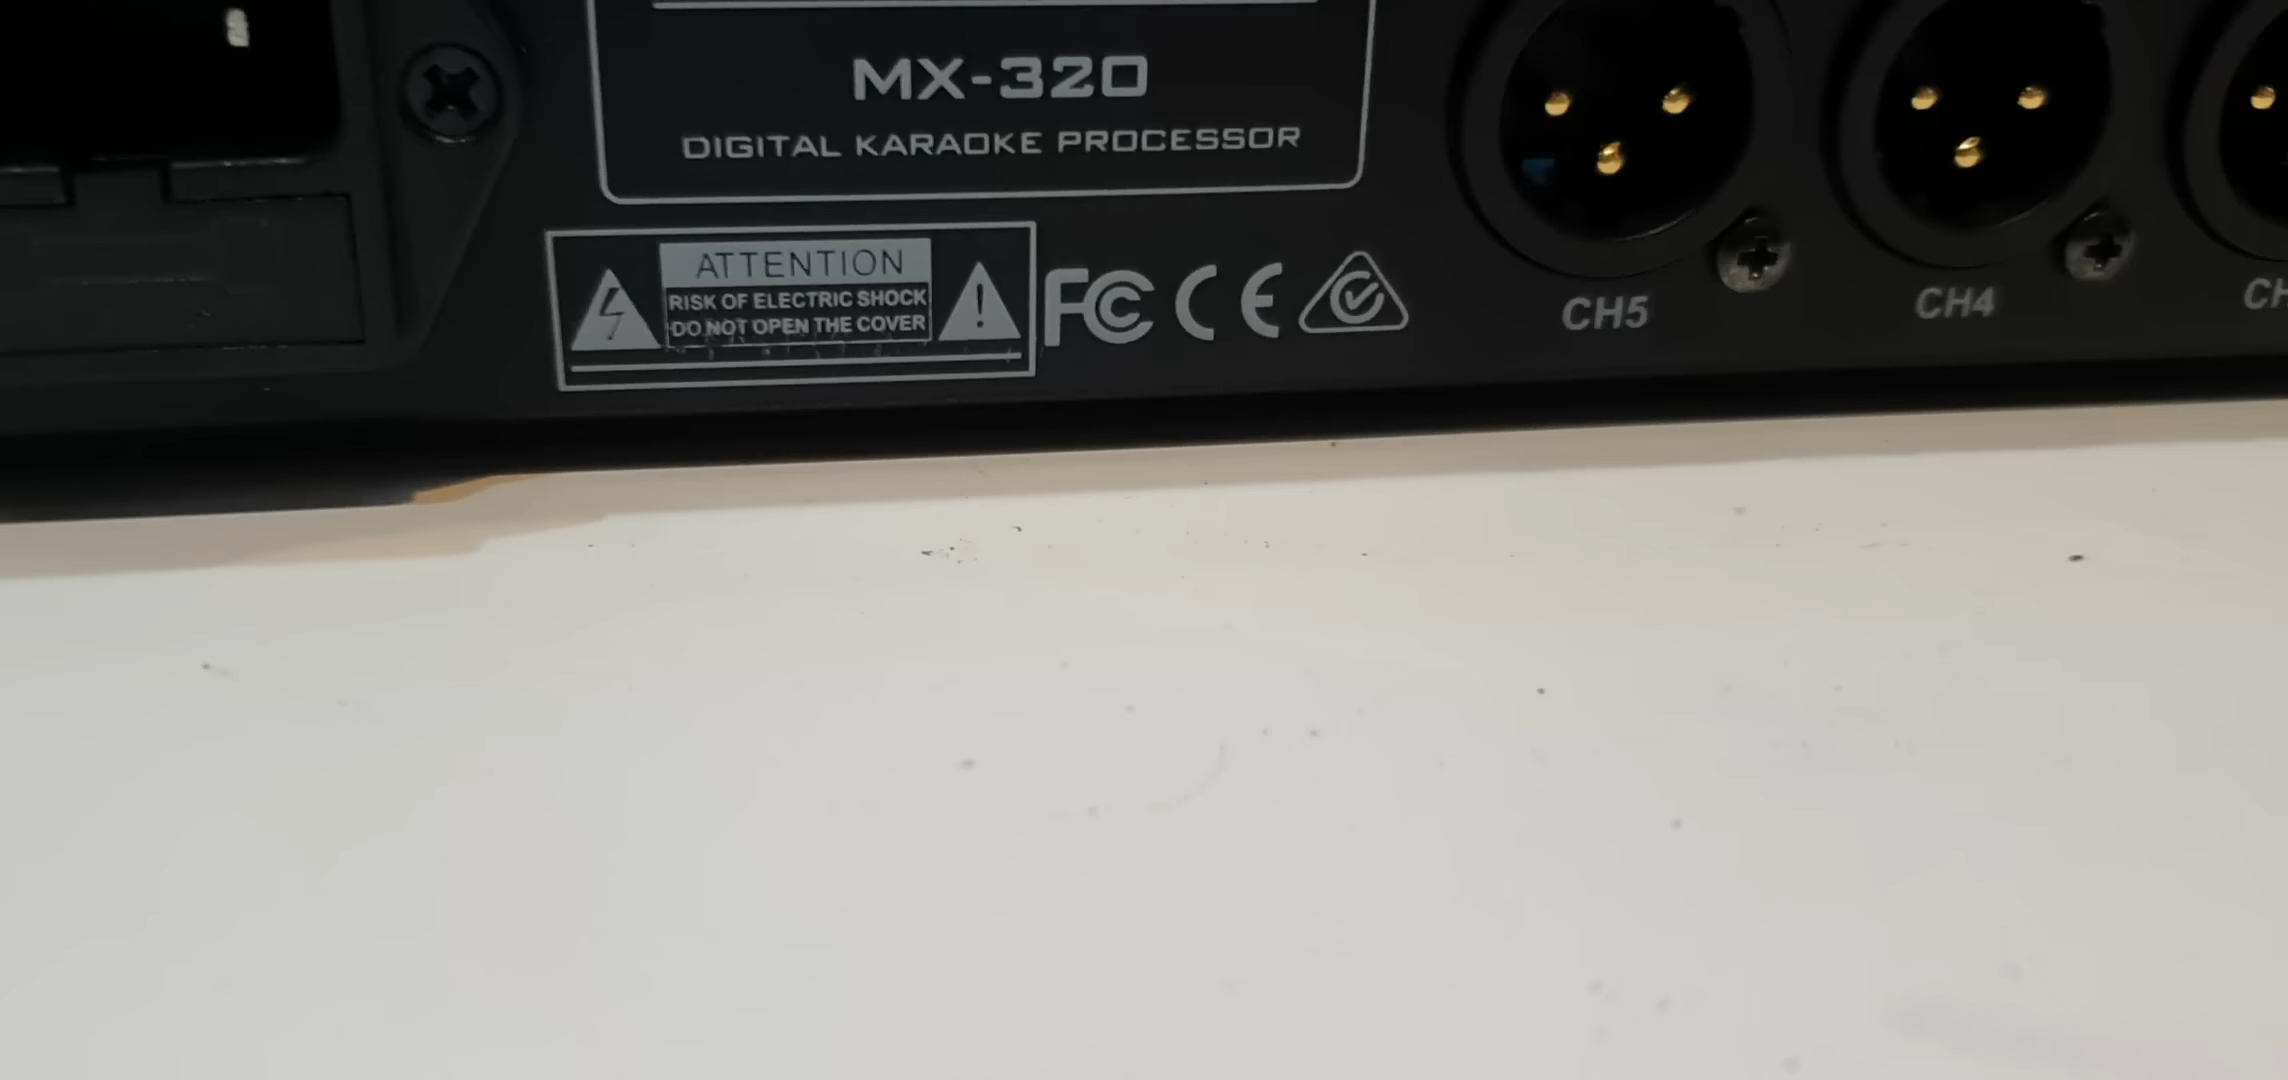 MX-320
DIGITAL KARAOKE PROCESSOR
ATTENTION
RISK OF ELECTRIC SHOCK
DO NOT OPEN THE COVER
FC CE
CH5
CH4
CH